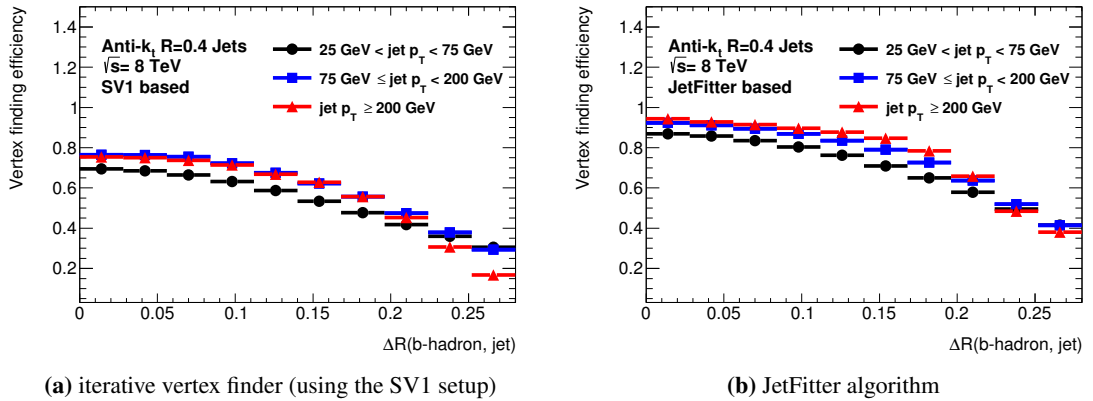 Vertex finding efficiency
1.4
1.2
1
0.8
0.6
0.4
0.2
0
0.05
0.1
0.15
0.2
0.25
ΔR(b-hadron, jet)
Anti-kt R=0.4 Jets
√s= 8 TeV
SV1 based
25 GeV < jet pT < 75 GeV
75 GeV ≤ jet pT < 200 GeV
jet pT ≥ 200 GeV
(a) iterative vertex finder (using the SV1 setup)
Vertex finding efficiency
1.4
1.2
1
0.8
0.6
0.4
0.2
0
0.05
0.1
0.15
0.2
0.25
ΔR(b-hadron, jet)
Anti-kt R=0.4 Jets
√s= 8 TeV
JetFitter based
25 GeV < jet pT < 75 GeV
75 GeV ≤ jet pT < 200 GeV
jet pT ≥ 200 GeV
(b) JetFitter algorithm